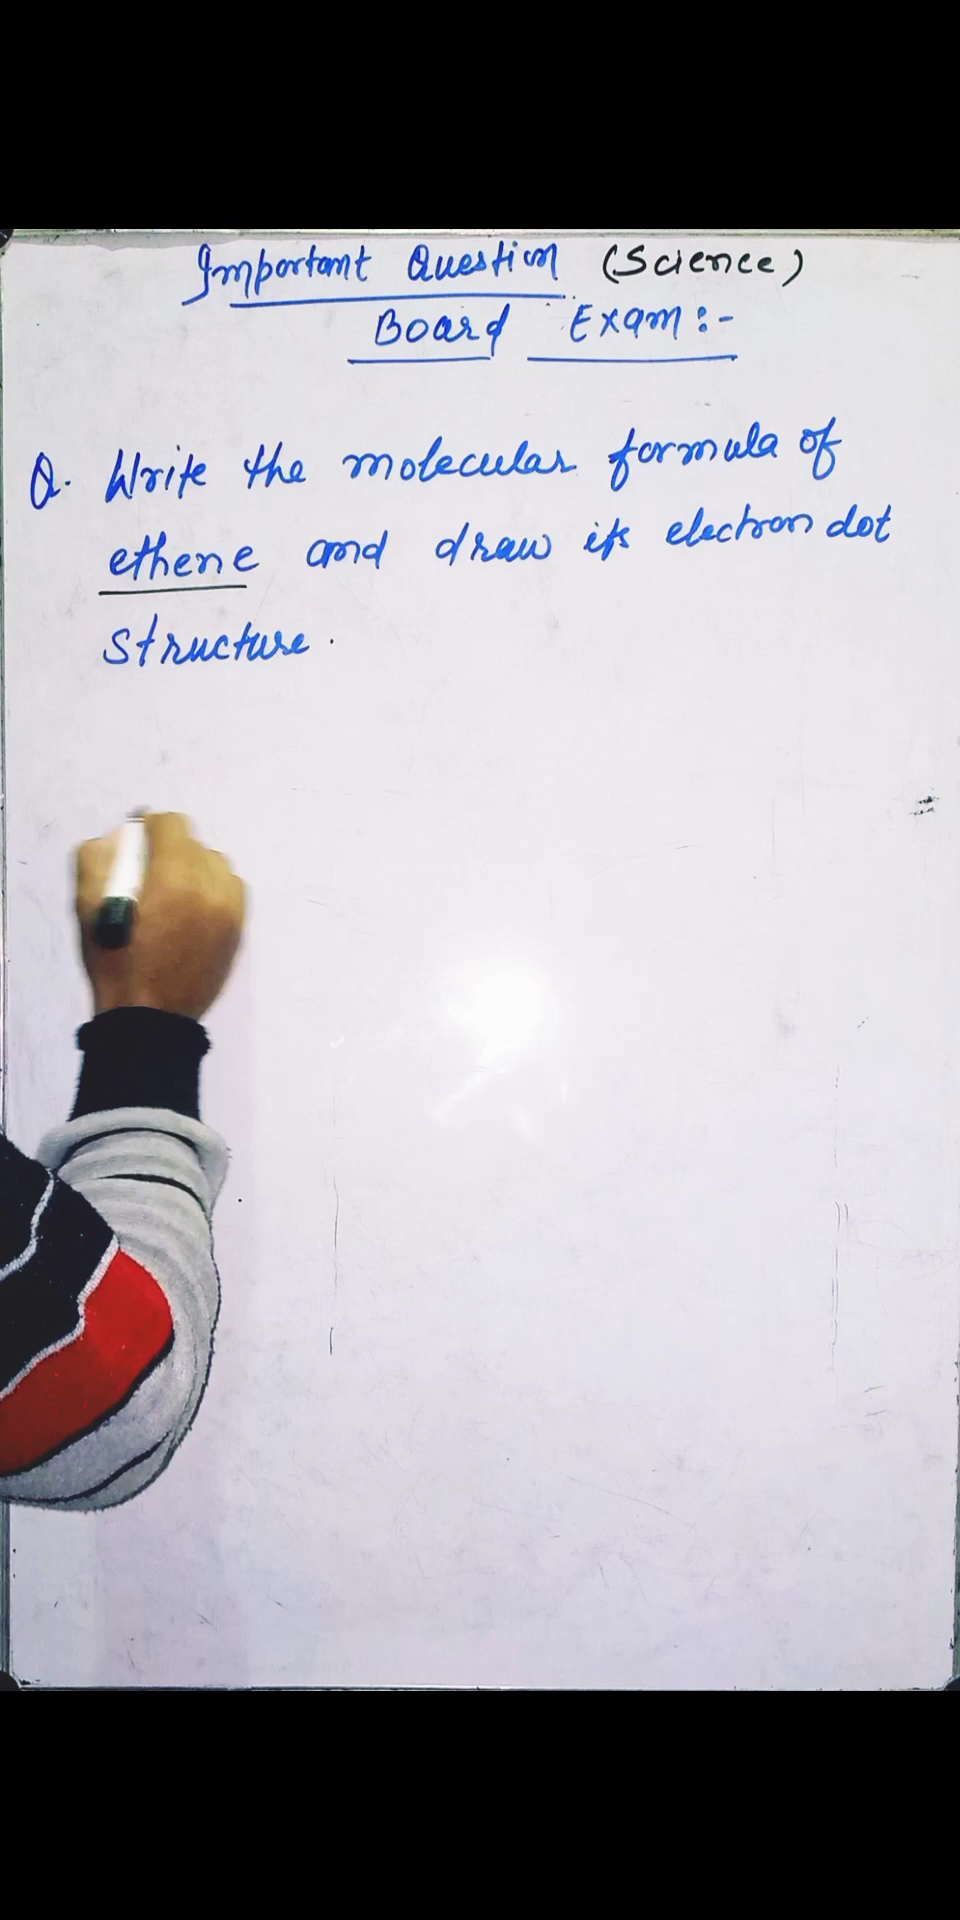 Important Question (Science)
Board Exam :-
Q. Write the molecular formula of
ethene and draw its electron dot
structure.